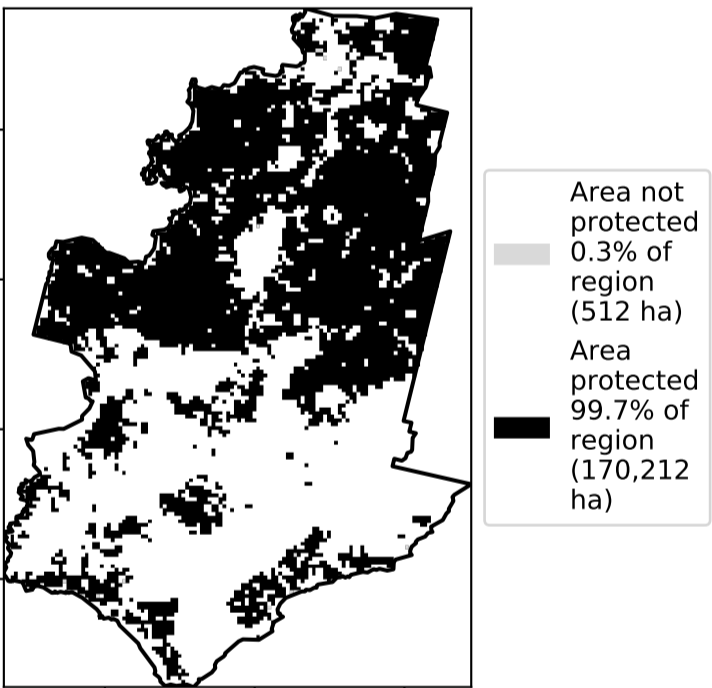 Area not
protected
0.3% of
region
(512 ha)
Area
protected
99.7% of
region
(170,212
ha)